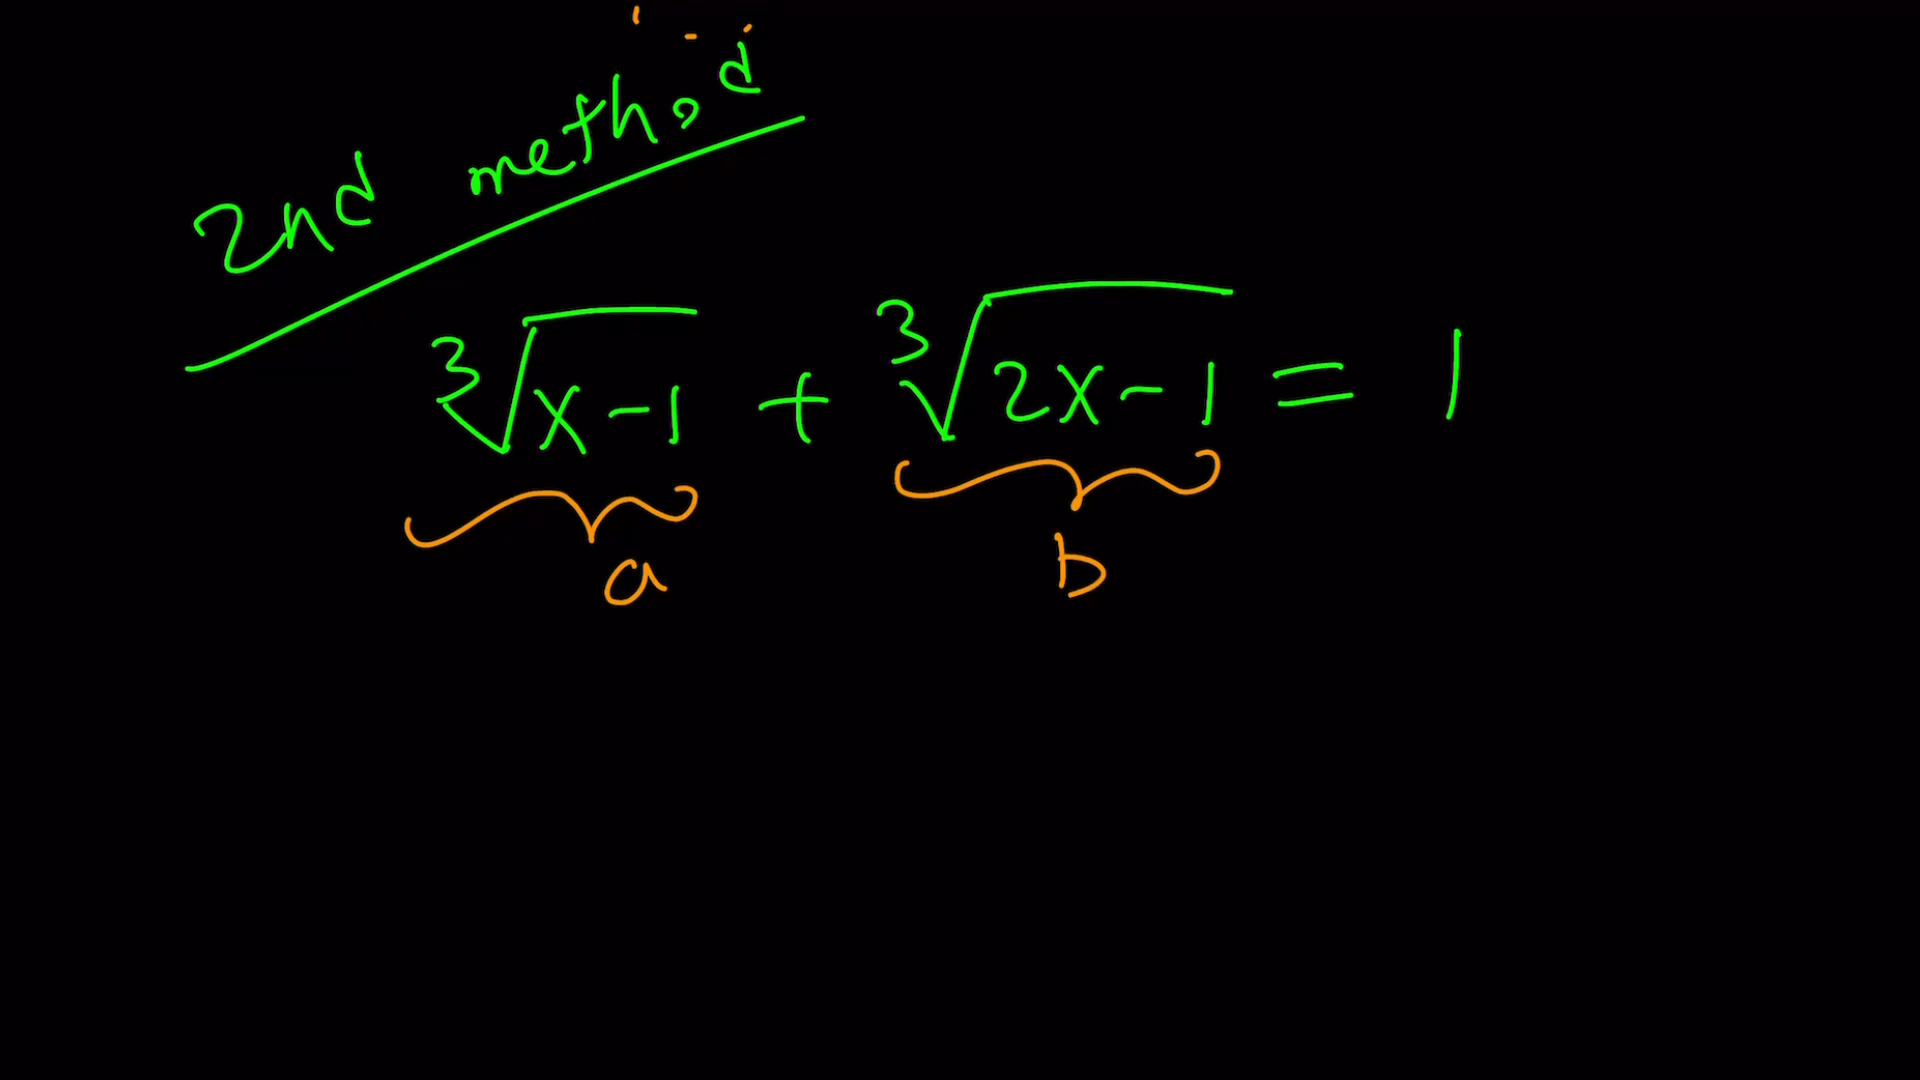 2nd method
∛(x-1) + ∛(2x-1) = 1
a b